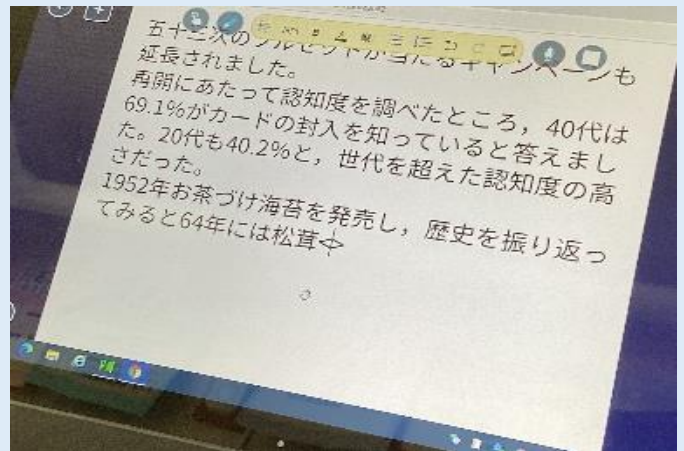 五十三次のフルセットが当たるキャンペーンも
延長されました。
再開にあたって認知度を調べたところ，40代は
69.1%がカードの封入を知っていると答えまし
た。20代も40.2%と，世代を超えた認知度の高
さだった。
1952年お茶づけ海苔を発売し，歴史を振り返っ
てみると64年には松茸中